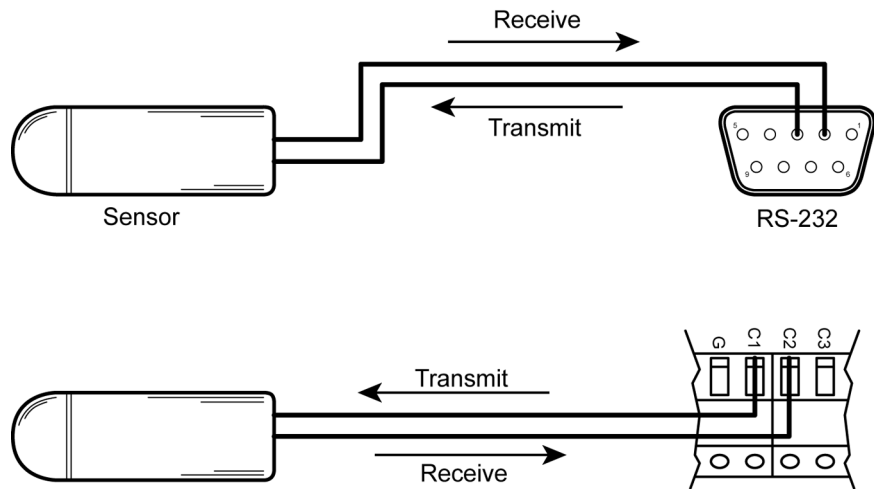 Receive
Transmit
5
1
9
6
Sensor
RS-232
G
C1
C2
C3
Transmit
Receive